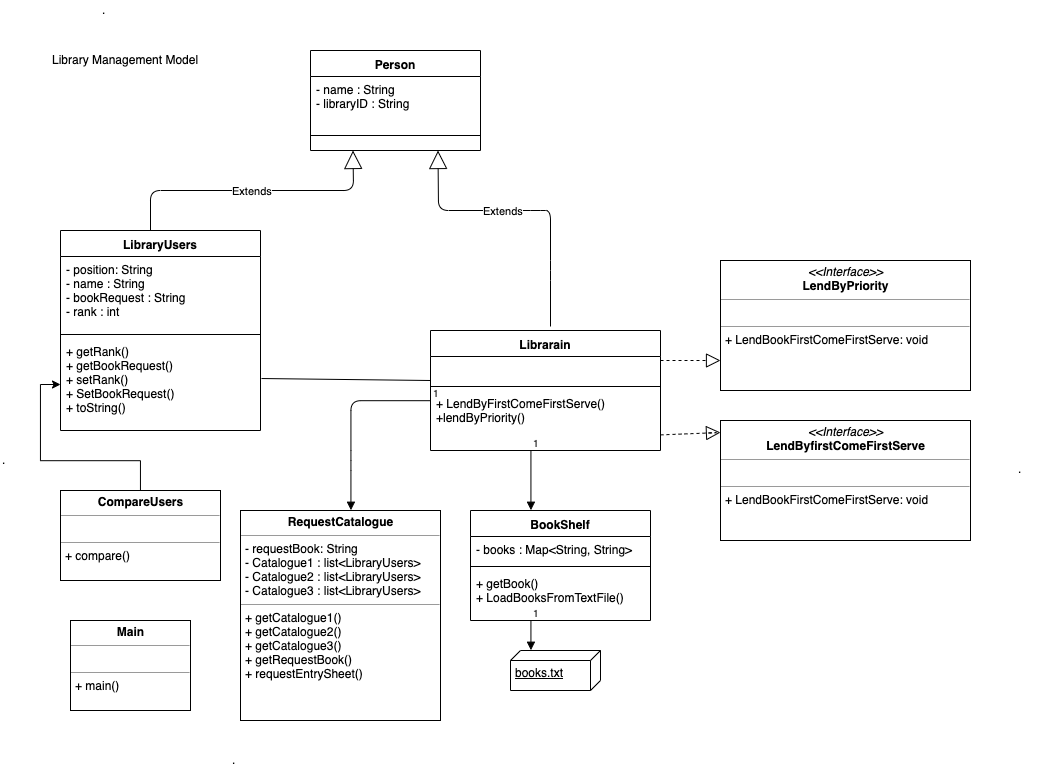 Library Management Model
Person
- name : String
- libraryID : String
Extends
Extends
LibraryUsers
- position: String
- name : String
- bookRequest : String
- rank : int
+ getRank()
+ getBookRequest()
+ setRank()
+ SetBookRequest()
+ toString()
<<Interface>>
LendByPriority
+ LendBookFirstComeFirstServe: void
Librarain
1
+ LendByFirstComeFirstServe()
+lendByPriority()
1
<<Interface>>
LendByfirstComeFirstServe
+ LendBookFirstComeFirstServe: void
CompareUsers
+ compare()
RequestCatalogue
- requestBook: String
- Catalogue1 : list<LibraryUsers>
- Catalogue2 : list<LibraryUsers>
- Catalogue3 : list<LibraryUsers>
+ getCatalogue1()
+ getCatalogue2()
+ getCatalogue3()
+ getRequestBook()
+ requestEntrySheet()
BookShelf
- books : Map<String, String>
+ getBook()
+ LoadBooksFromTextFile()
1
books.txt
Main
+ main()